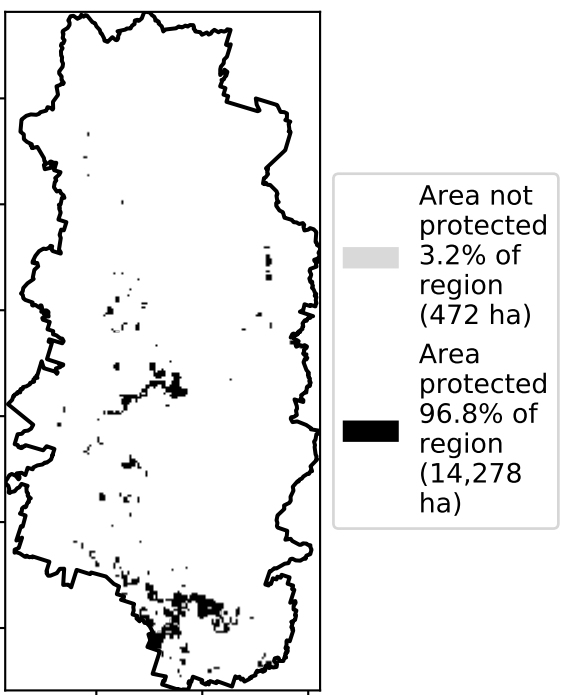 Area not
protected
3.2% of
region
(472 ha)
Area
protected
96.8% of
region
(14,278
ha)